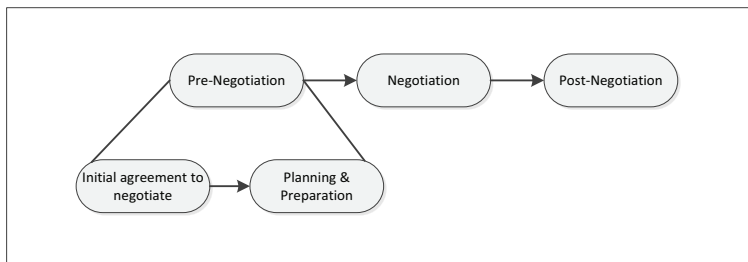 Pre-Negotiation
Negotiation
Post-Negotiation
Initial agreement to
negotiate
Planning &
Preparation